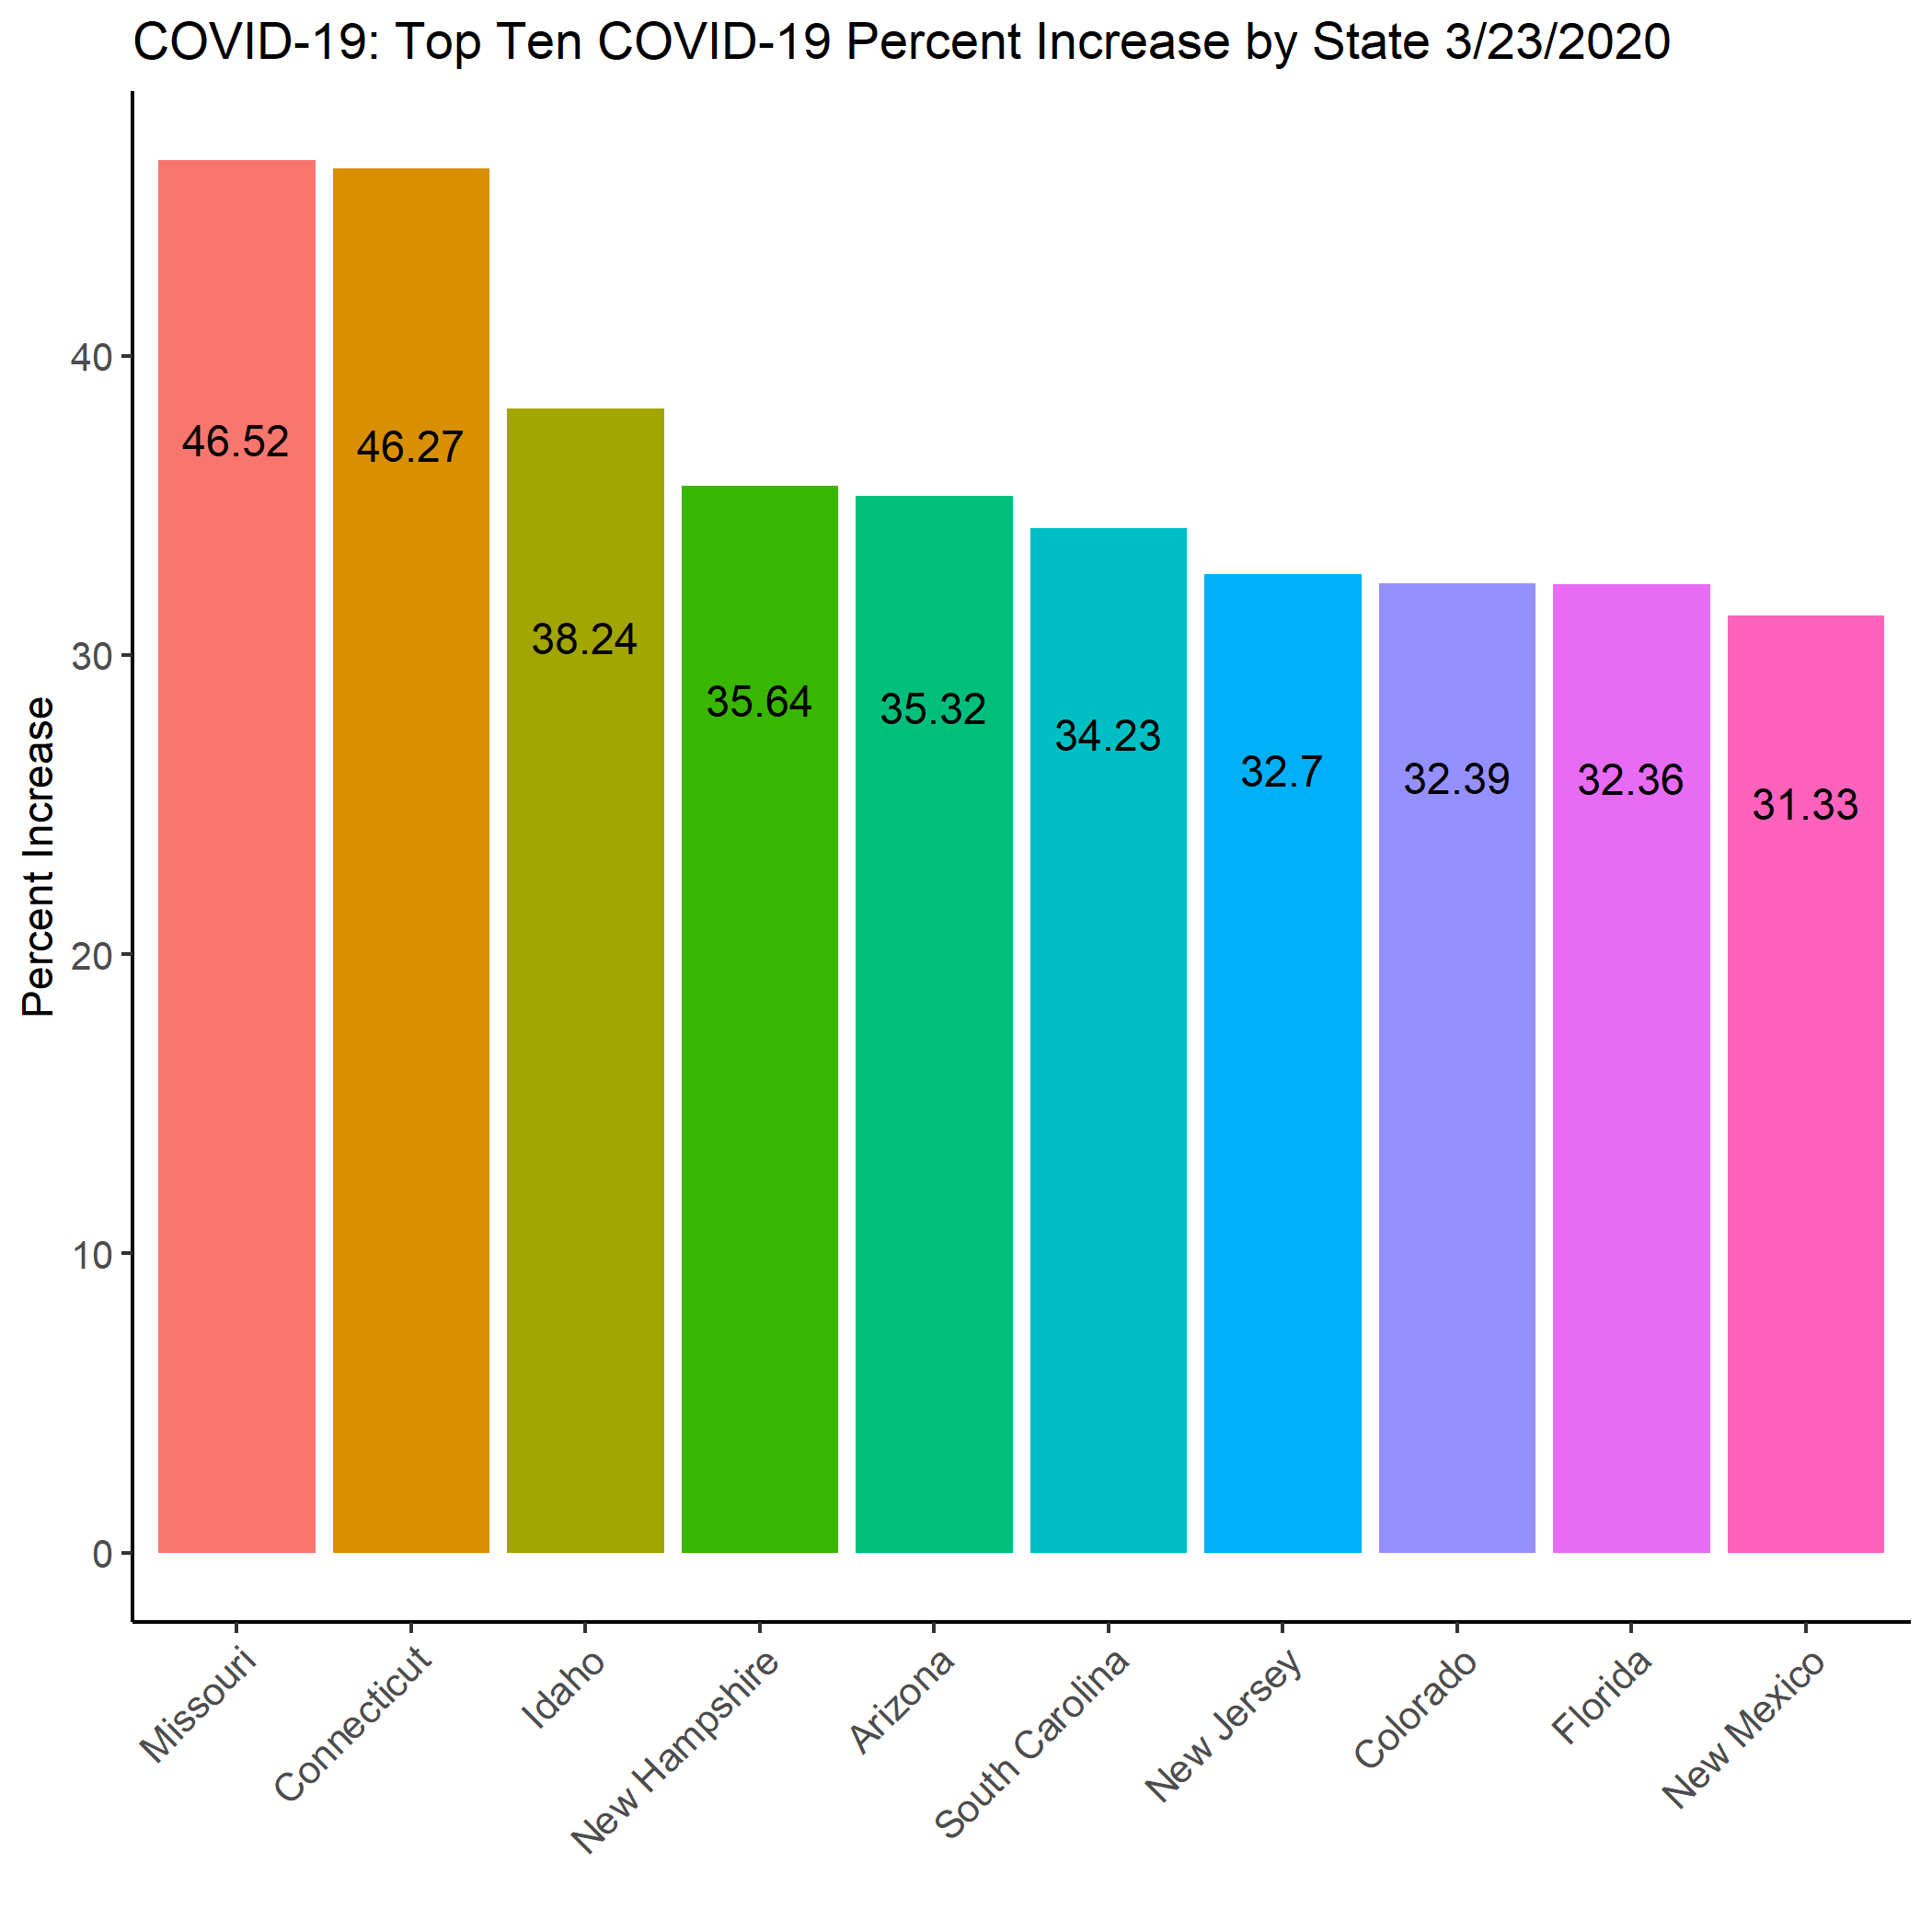 COVID-19: Top Ten COVID-19 Percent Increase by State 3/23/2020
Percent Increase
40
30
20
10
0
46.52
46.27
38.24
35.64
35.32
34.23
32.7
32.39
32.36
31.33
Missouri
Connecticut
Idaho
New Hampshire
Arizona
South Carolina
New Jersey
Colorado
Florida
New Mexico